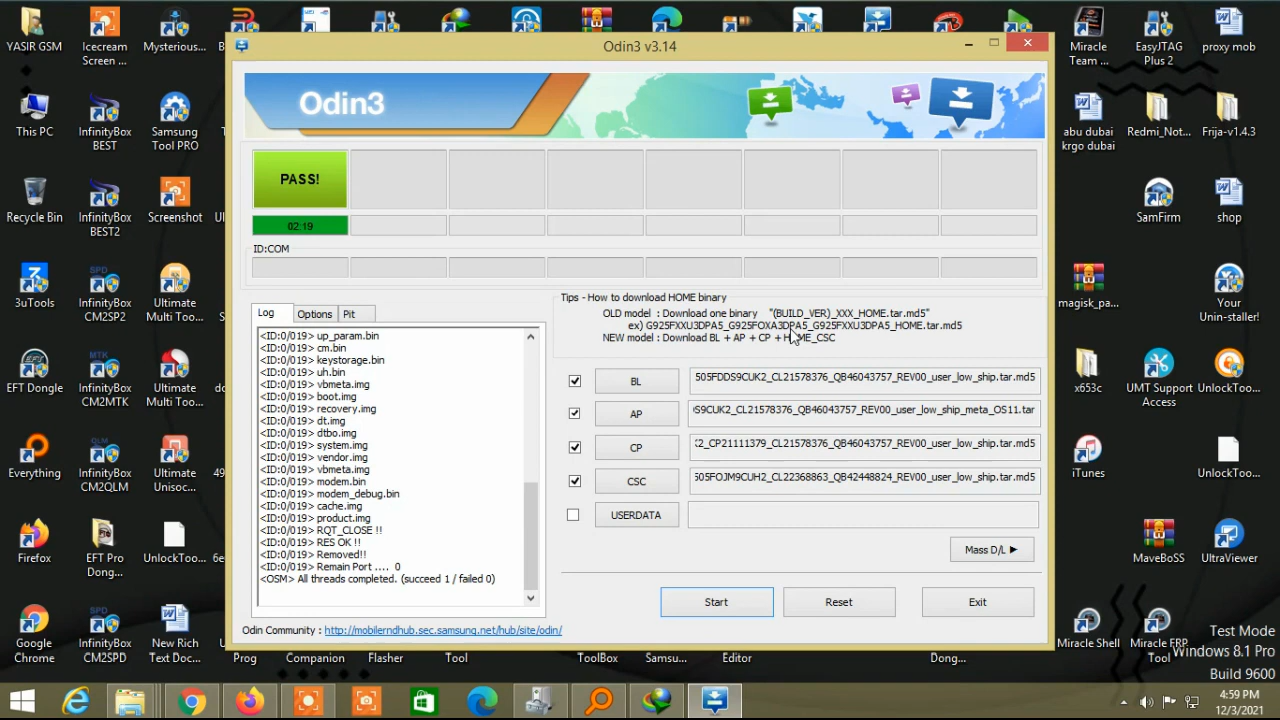 YASIR GSM
Icecream
Screen ...
Mysterious...
Miracle
Team ...
EasyJTAG
Plus 2
proxy mob
Odin3 v3.14
Odin3
This PC
InfinityBox
BEST
Samsung
Tool PRO
abu dubai
krgo dubai
Redmi_Not...
Frija-v1.4.3
PASS!
02:19
ID:COM
Recycle Bin
InfinityBox
BEST2
Screenshot
SamFirm
shop
Log
Options
Pit
<ID:0/019> up_param.bin
<ID:0/019> cm.bin
<ID:0/019> keystorage.bin
<ID:0/019> uh.bin
<ID:0/019> vbmeta.img
<ID:0/019> boot.img
<ID:0/019> recovery.img
<ID:0/019> dt.img
<ID:0/019> dtbo.img
<ID:0/019> system.img
<ID:0/019> vendor.img
<ID:0/019> vbmeta.img
<ID:0/019> modem.bin
<ID:0/019> modem_debug.bin
<ID:0/019> cache.img
<ID:0/019> product.img
<ID:0/019> RQT_CLOSE !!
<ID:0/019> RES OK !!
<ID:0/019> Removed!!
<ID:0/019> Remain Port .... 0
<OSM> All threads completed. (succeed 1 / failed 0)
Tips - How to download HOME binary
OLD model : Download one binary "(BUILD_VER)_XXX_HOME.tar.md5"
ex) G925FXXU3DPA5_G925FOXA3DPA5_G925FXXU3DPA5_HOME.tar.md5
NEW model : Download BL + AP + CP + HOME_CSC
BL
505FDDS9CUK2_CL21578376_QB46043757_REV00_user_low_ship.tar.md5
AP
S9CUK2_CL21578376_QB46043757_REV00_user_low_ship_meta_OS11.tar
CP
2_CP21111379_CL21578376_QB46043757_REV00_user_low_ship.tar.md5
CSC
505FOJM9CUH2_CL22368863_QB42448824_REV00_user_low_ship.tar.md5
USERDATA
Mass D/L
Start
Reset
Exit
Odin Community : http://mobilerndhub.sec.samsung.net/hub/site/odin/
3uTools
InfinityBox
CM2SP2
Ultimate
Multi Too...
magisk_pa...
Your
Unin-staller!
EFT Dongle
InfinityBox
CM2MTK
Ultimate
Multi Too...
x653c
UMT Support
Access
UnlockToo...
Everything
InfinityBox
CM2QLM
Ultimate
Unisoc...
49
iTunes
UnlockToo...
Firefox
EFT Pro
Dong...
UnlockToo...
6e
MaveBoSS
UltraViewer
Google
Chrome
InfinityBox
CM2SPD
New Rich
Text Doc...
Prog
Companion
Flasher
Tool
ToolBox
Samsu...
Editor
Dong...
Miracle Shell
Miracle FRP
Tool
Test Mode
Windows 8.1 Pro
Build 9600
4:59 PM
12/3/2021